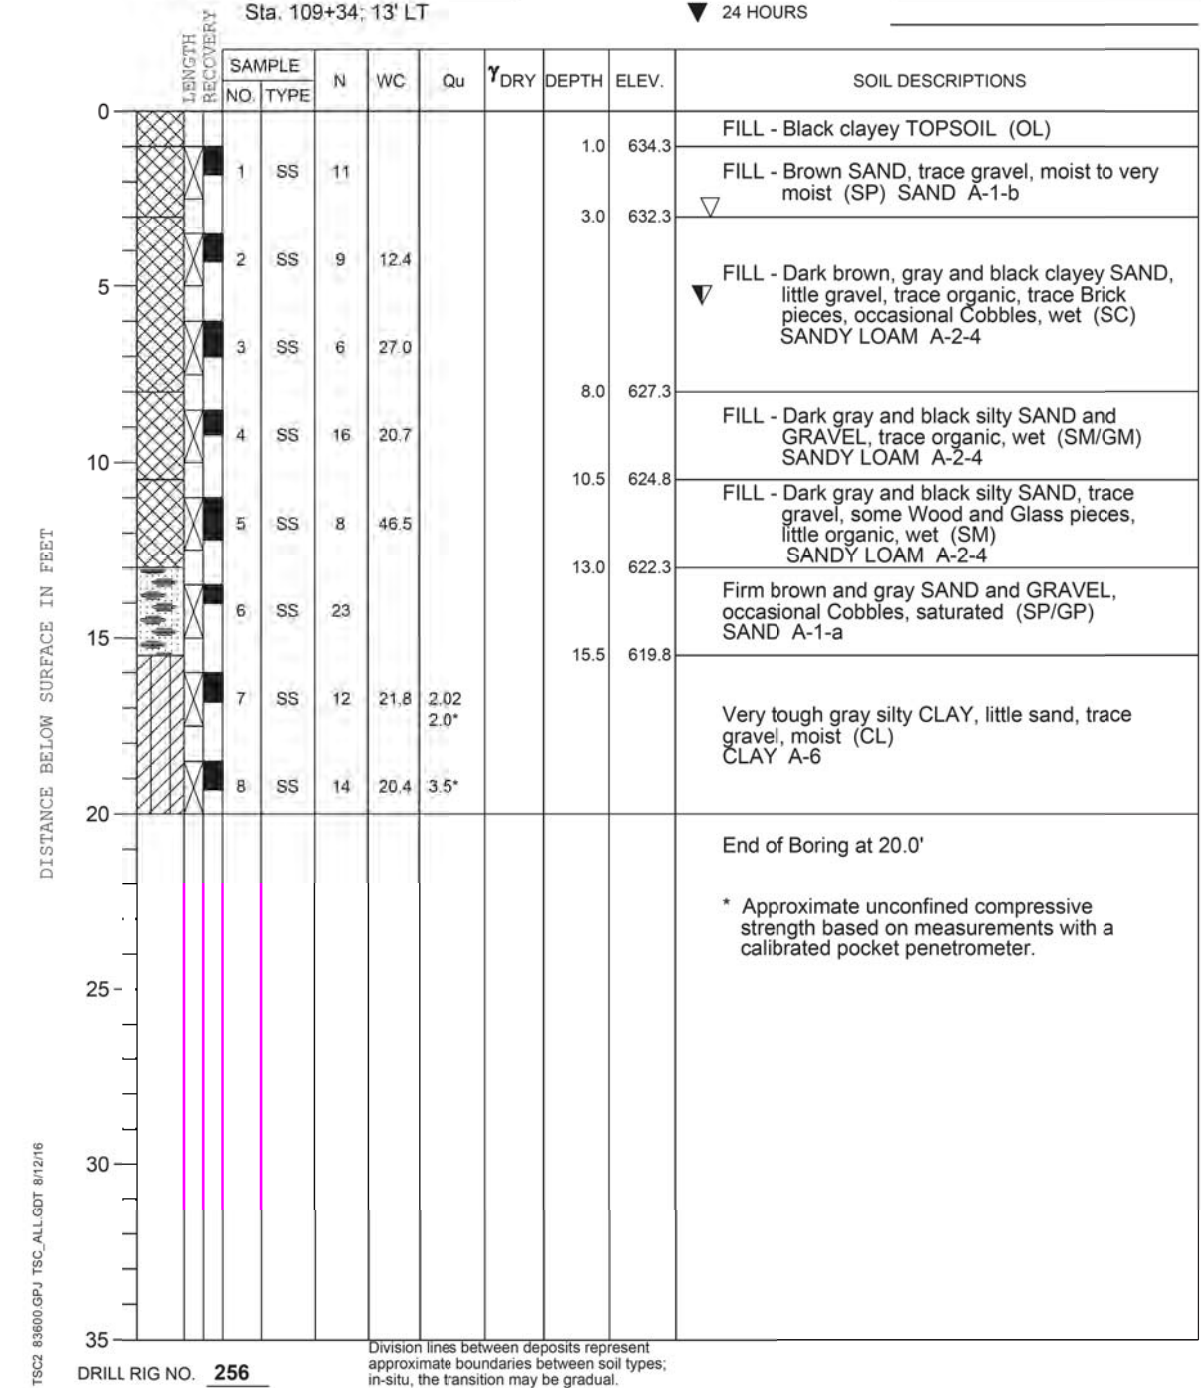 Sta. 109+34; 13' LT
▼ 24 HOURS
LENGTH
RECOVERY
SAMPLE
NO. TYPE N WC Qu γDRY DEPTH ELEV. SOIL DESCRIPTIONS
0
FILL - Black clayey TOPSOIL (OL)
1.0 634.3
1 SS 11
FILL - Brown SAND, trace gravel, moist to very
moist (SP) SAND A-1-b
3.0 632.3
2 SS 9 12.4
5
FILL - Dark brown, gray and black clayey SAND,
little gravel, trace organic, trace Brick
pieces, occasional Cobbles, wet (SC)
SANDY LOAM A-2-4
3 SS 6 27.0
8.0 627.3
4 SS 16 20.7
FILL - Dark gray and black silty SAND and
GRAVEL, trace organic, wet (SM/GM)
SANDY LOAM A-2-4
10
10.5 624.8
5 SS 8 46.5
FILL - Dark gray and black silty SAND, trace
gravel, some Wood and Glass pieces,
little organic, wet (SM)
SANDY LOAM A-2-4
13.0 622.3
6 SS 23
Firm brown and gray SAND and GRAVEL,
occasional Cobbles, saturated (SP/GP)
SAND A-1-a
15
15.5 619.8
7 SS 12 21.8 2.02
2.0*
Very tough gray silty CLAY, little sand, trace
gravel, moist (CL)
CLAY A-6
8 SS 14 20.4 3.5*
20
End of Boring at 20.0'
* Approximate unconfined compressive
strength based on measurements with a
calibrated pocket penetrometer.
25
30
35
DISTANCE BELOW SURFACE IN FEET
TSC2 83600.GPJ TSC_ALL.GDT 8/12/16
DRILL RIG NO. 256
Division lines between deposits represent
approximate boundaries between soil types;
in-situ, the transition may be gradual.